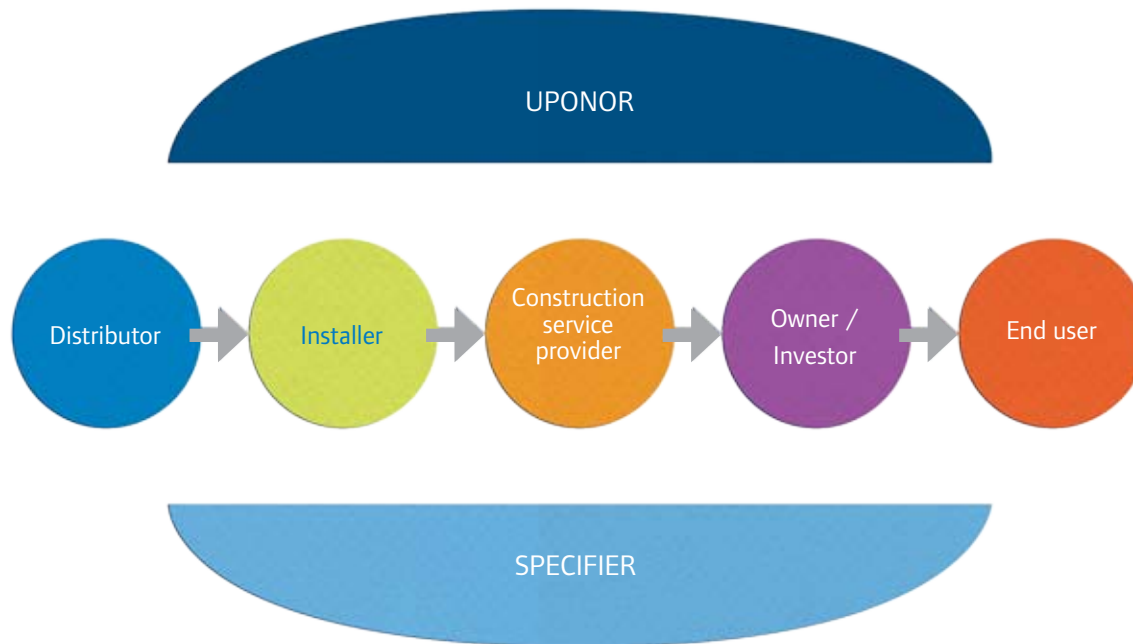 UPONOR
Distributor
Installer
Construction
service
provider
Owner /
Investor
End user
SPECIFIER